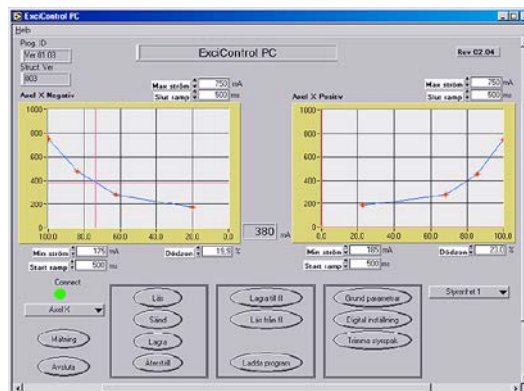 ExciControl PC
Help
Prog. ID
Ver 01.03
Struct. Ver
003
ExciControl PC
Rev 02.04
Max ström 750 mA
Slut ramp 500 ms
Axel X Negativ
Max ström 750 mA
Slut ramp 500 ms
Axel X Positiv
1000
800
600
400
200
0
100.0 80.0 60.0 40.0 20.0 0.0
1000
800
600
400
200
0
0.0 20.0 40.0 60.0 80.0 100.0
380 mA
Min ström 175 mA
Start ramp 500 ms
Dödzon 19,9 %
Min ström 185 mA
Start ramp 500 ms
Dödzon 23,0 %
Connect
Axel X
Mätning
Avsluta
Läs
Sänd
Lagra
Återställ
Lagra till fil
Läs från fil
Ladda program
Grund parametrar
Digital inställning
Trimma styrspak
Styrenhet 1